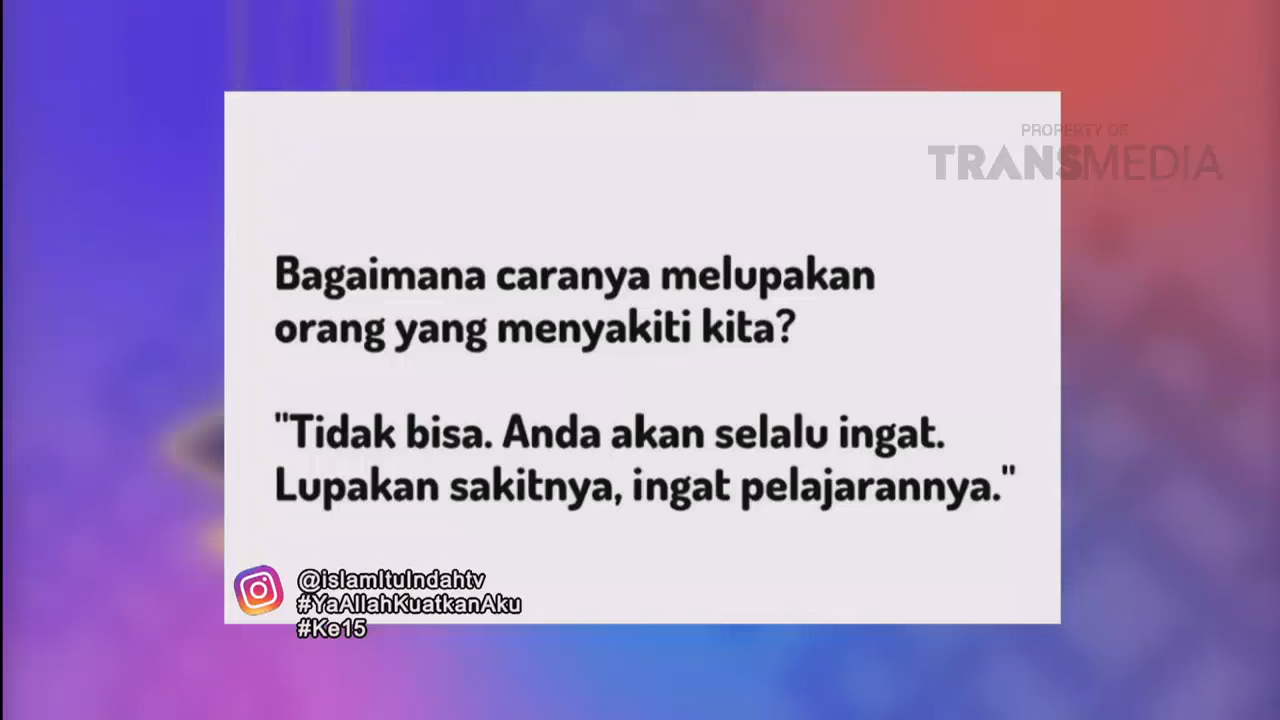 PROPERTY OF
TRANSMEDIA
Bagaimana caranya melupakan
orang yang menyakiti kita?
"Tidak bisa. Anda akan selalu ingat.
Lupakan sakitnya, ingat pelajarannya."
@islamItuIndahtv
#YaAllahKuatkanAku
#Ke15